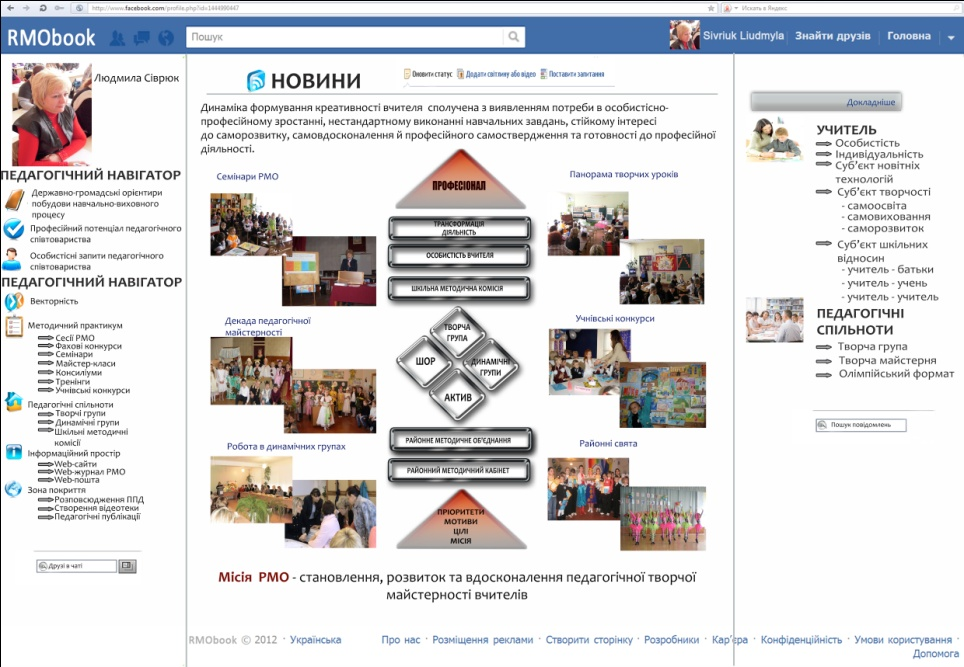 www.facebook.com/profile.php?id=1444990447
Искать в Яндекс
RMObook
Пошук
Sivriuk Liudmyla
Знайти друзів
Головна
Людмила Сіврюк
ПЕДАГОГІЧНИЙ НАВІГАТОР
Державно-громадські орієнтири
побудови навчально-виховного
процесу
Професійний потенціал педагогічного
співтовариства
Особистісні запити педагогічного
співтовариства
ПЕДАГОГІЧНИЙ НАВІГАТОР
Векторність
Методичний практикум
Сесії РМО
Фахові конкурси
Семінари
Майстер-класи
Консиліуми
Тренінги
Учнівські конкурси
Педагогічні спільноти
Творчі групи
Динамічні групи
Шкільні методичні
комісії
Інформаційний простір
Web-сайти
Web-журнал РМО
Web-пошта
Зона покриття
Розповсюдження ППД
Створення відеотеки
Педагогічні публікації
Друзі в чаті
НОВИНИ
Оновити статус
Додати світлину або відео
Поставити запитання
Динаміка формування креативності вчителя сполучена з виявленням потреби в особистісно-
професійному зростанні, нестандартному виконанні навчальних завдань, стійкому інтересі
до саморозвитку, самовдосконалення й професійного самоствердження та готовності до професійної
діяльності.
Семінари РМО
Панорама творчих уроків
ПРОФЕСІОНАЛ
ТРАНСФОРМАЦІЯ
ДІЯЛЬНІСТЬ
ОСОБИСТІСТЬ ВЧИТЕЛЯ
ШКІЛЬНА МЕТОДИЧНА КОМІСІЯ
Декада педагогічної
майстерності
Учнівські конкурси
ТВОРЧА
ГРУПА
ШОР
ДИНАМІЧНІ
ГРУПИ
АКТИВ
Робота в динамічних групах
Районні свята
РАЙОННЕ МЕТОДИЧНЕ ОБ'ЄДНАННЯ
РАЙОННИЙ МЕТОДИЧНИЙ КАБІНЕТ
ПРІОРИТЕТИ
МОТИВИ
ЦІЛІ
МІСІЯ
Місія РМО - становлення, розвиток та вдосконалення педагогічної творчої
майстерності вчителів
Докладніше
УЧИТЕЛЬ
Особистість
Індивідуальність
Суб'єкт новітніх
технологій
Суб'єкт творчості
- самоосвіта
- самовиховання
- саморозвиток
Суб'єкт шкільних
відносин
- учитель - батьки
- учитель - учень
- учитель - учитель
ПЕДАГОГІЧНІ
СПІЛЬНОТИ
Творча група
Творча майстерня
Олімпійський формат
Пошук повідомлень
RMObook © 2012 · Українська
Про нас · Розміщення реклами · Створити сторінку · Розробники · Кар'єра · Конфіденційність · Умови користування ·
Допомога